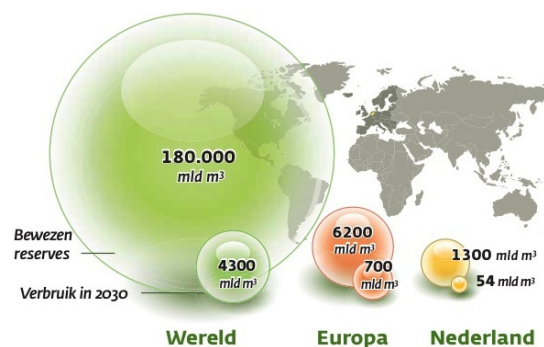 180.000
mld m³
Bewezen
reserves
4300
mld m³
Verbruik in 2030
6200
mld m³
700
mld m³
1300 mld m³
54 mld m³
Wereld
Europa
Nederland